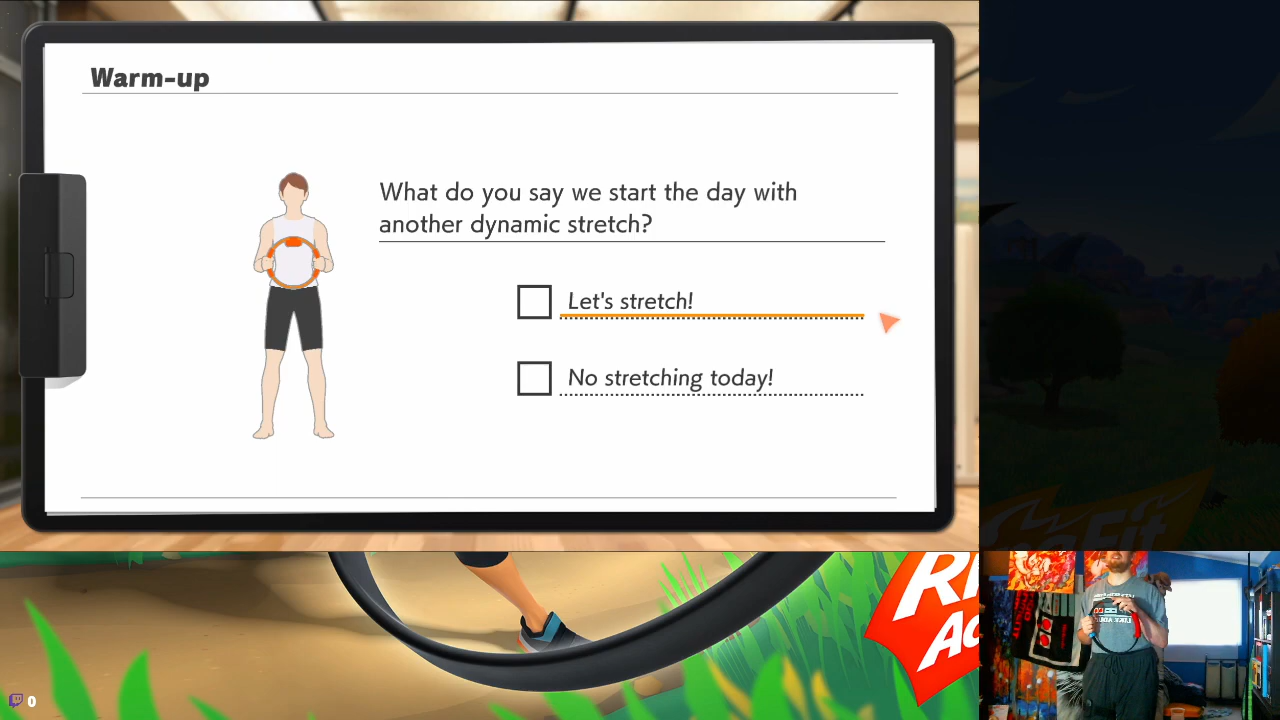 Warm-up
What do you say we start the day with
another dynamic stretch?
Let's stretch!
No stretching today!
Fit
0